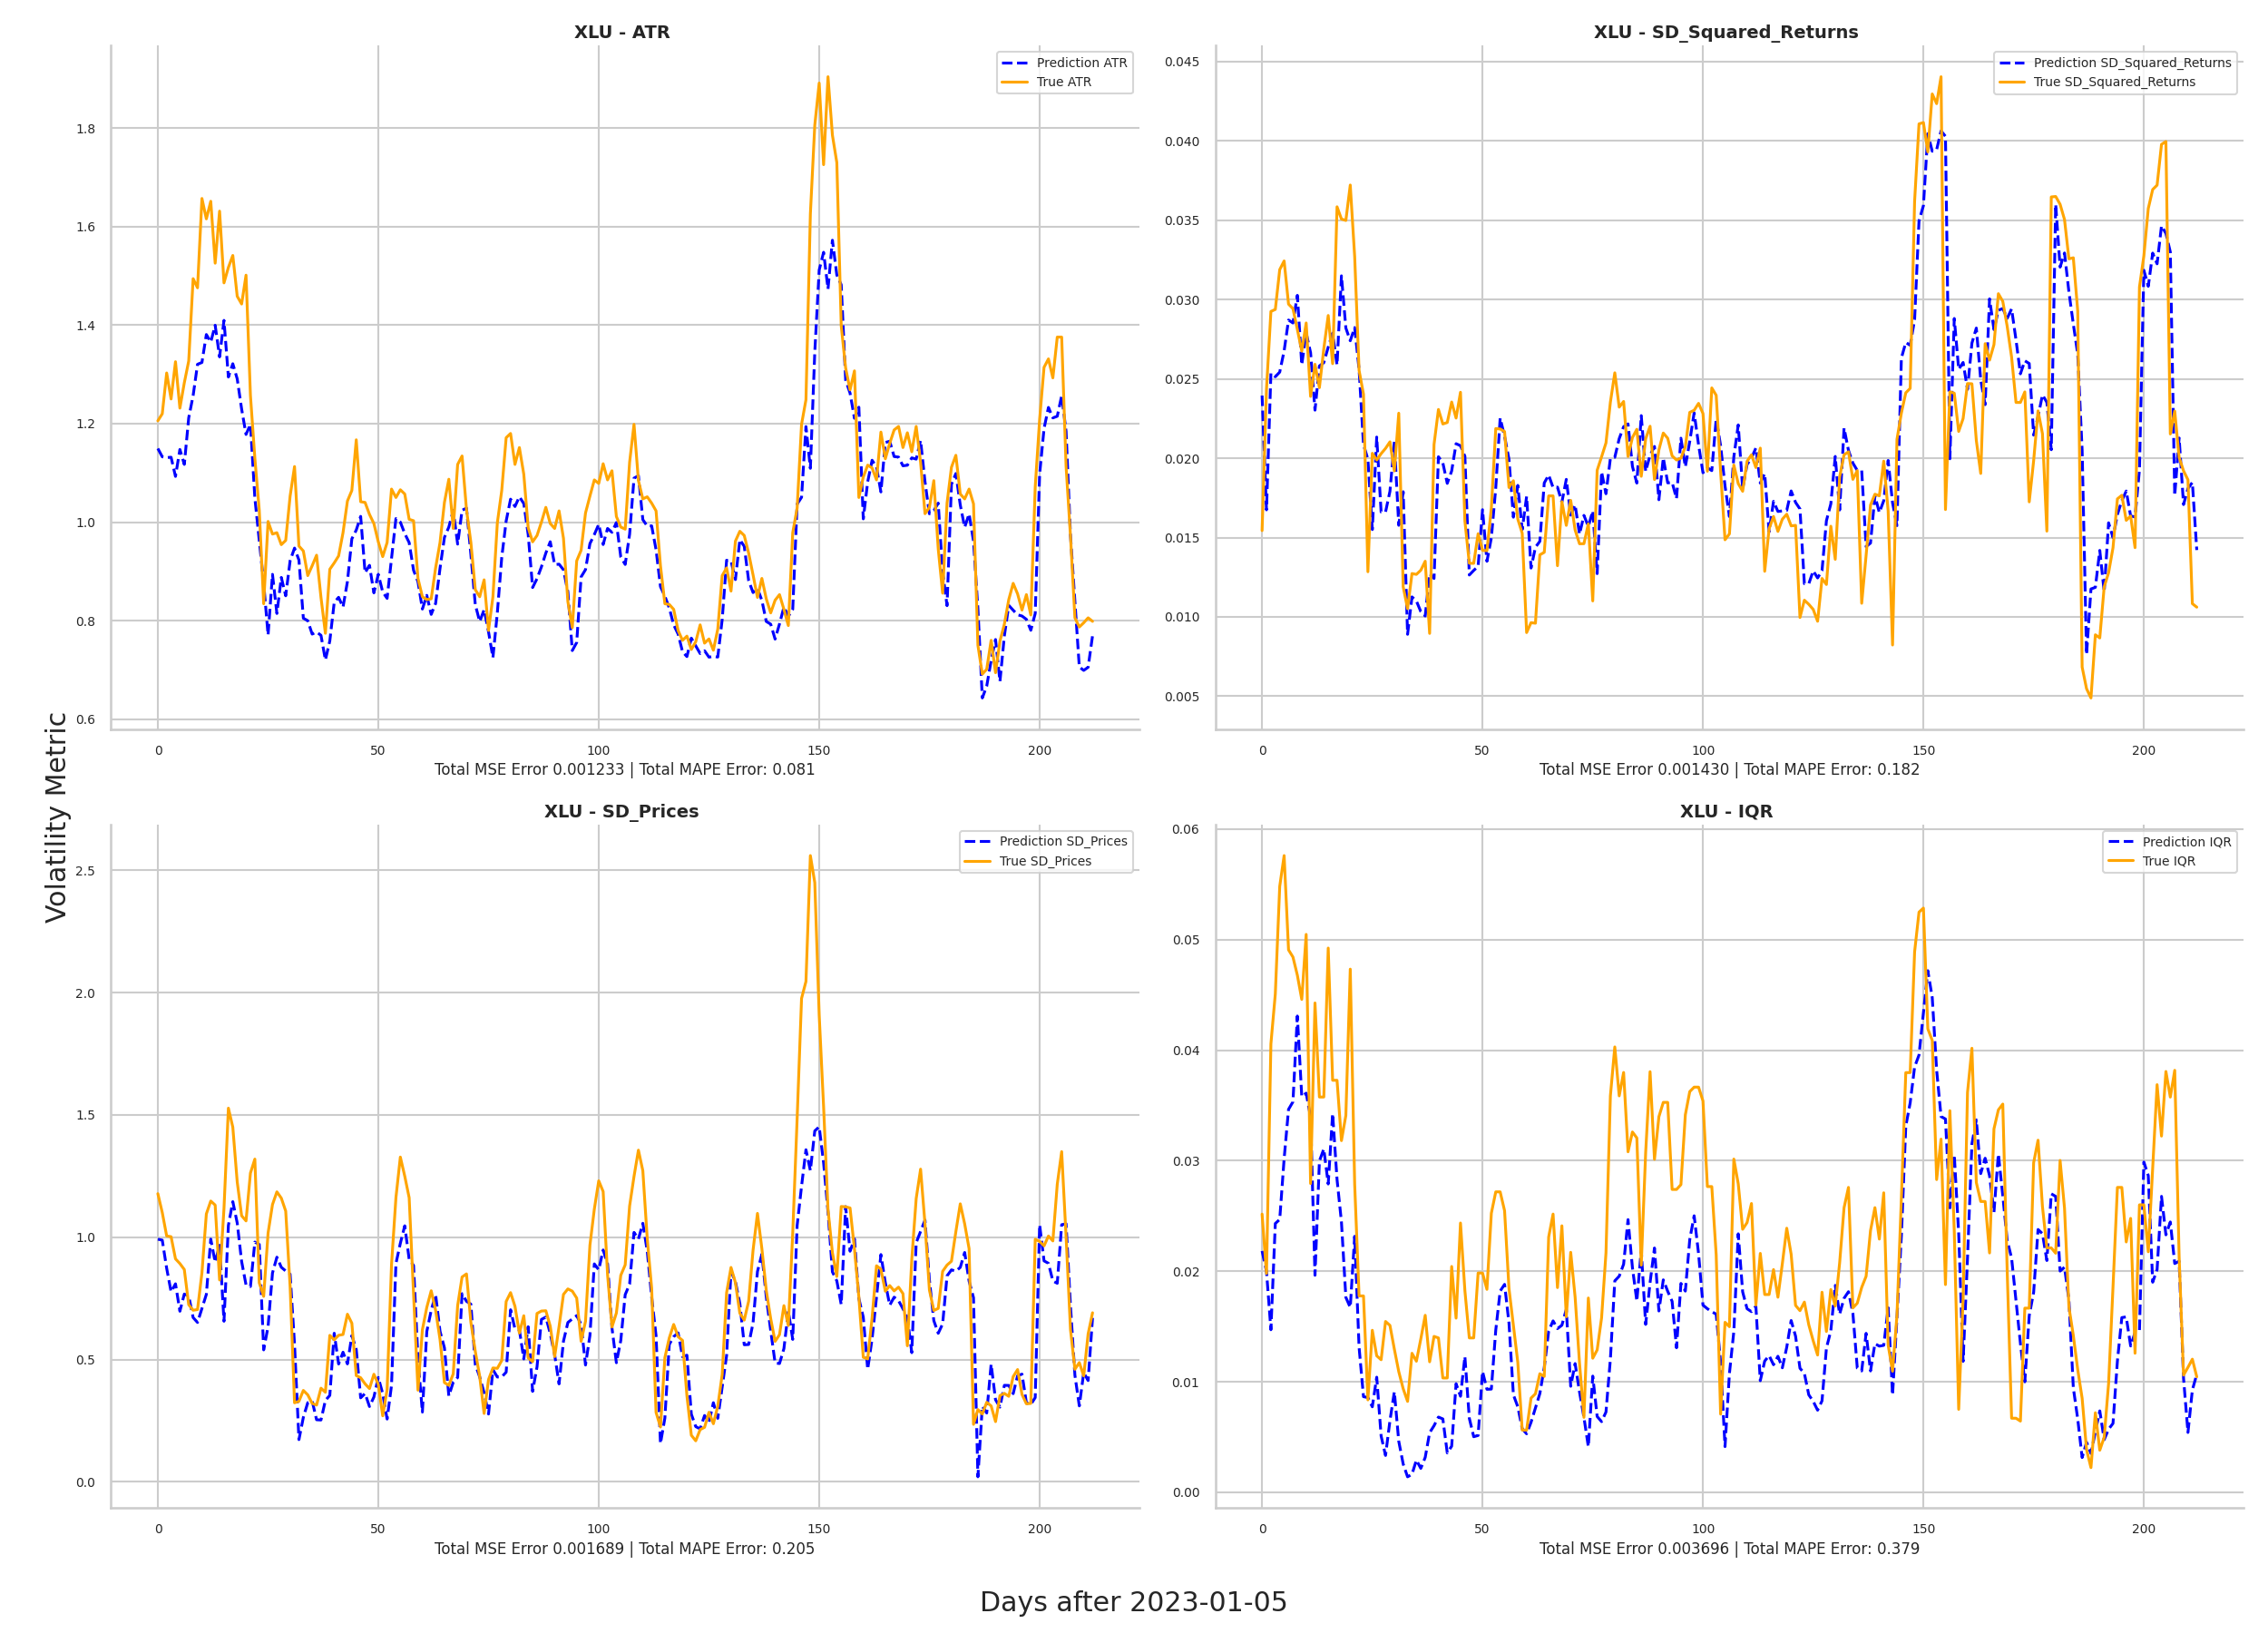 XLU - ATR
Prediction ATR
True ATR
1.8
1.6
1.4
1.2
1.0
0.8
0.6
0 50 100 150 200
Total MSE Error 0.001233 | Total MAPE Error: 0.081
XLU - SD_Squared_Returns
Prediction SD_Squared_Returns
True SD_Squared_Returns
0.045
0.040
0.035
0.030
0.025
0.020
0.015
0.010
0.005
0 50 100 150 200
Total MSE Error 0.001430 | Total MAPE Error: 0.182
Volatility Metric
XLU - SD_Prices
Prediction SD_Prices
True SD_Prices
2.5
2.0
1.5
1.0
0.5
0.0
0 50 100 150 200
Total MSE Error 0.001689 | Total MAPE Error: 0.205
XLU - IQR
Prediction IQR
True IQR
0.06
0.05
0.04
0.03
0.02
0.01
0.00
0 50 100 150 200
Total MSE Error 0.003696 | Total MAPE Error: 0.379
Days after 2023-01-05